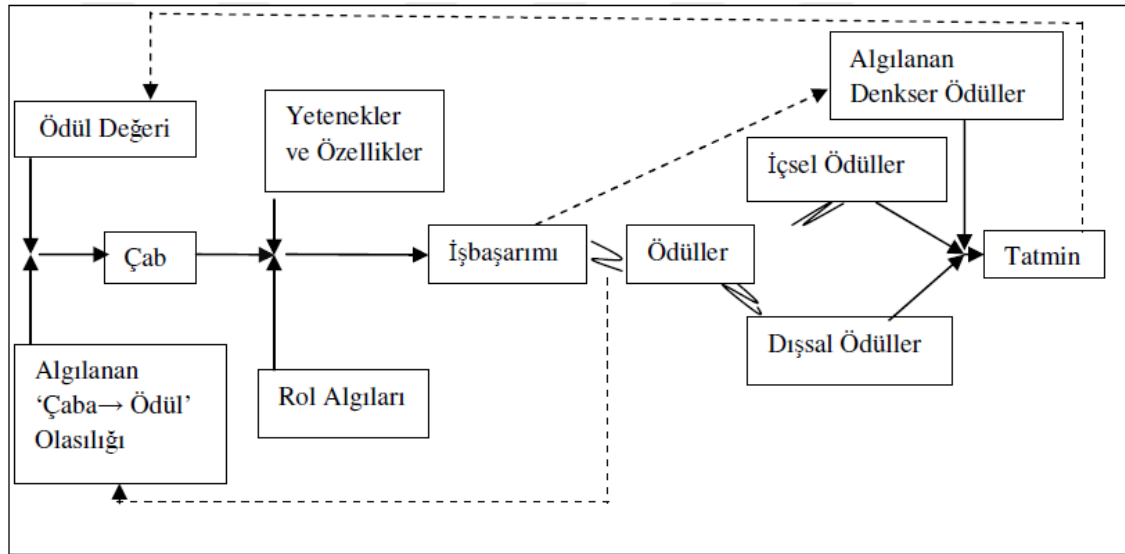 Ödül Değeri
Yetenekler
ve Özellikler
Algılanan
Denkser Ödüller
İçsel Ödüller
Çab
İşbaşarımı
Ödüller
Tatmin
Algılanan
‘Çaba→ Ödül’
Olasılığı
Rol Algıları
Dışsal Ödüller